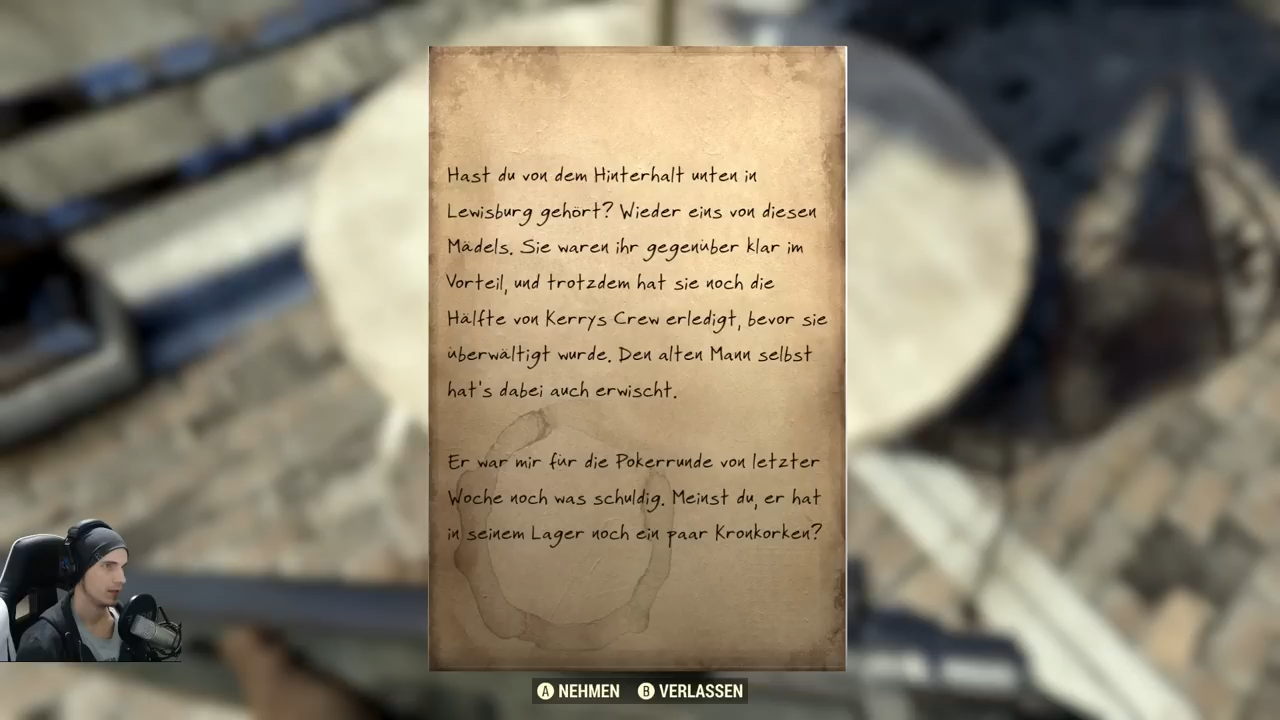 Hast du von dem Hinterhalt unten in
Lewisburg gehört? Wieder eins von diesen
Mädels. Sie waren ihr gegenüber klar im
Vorteil, und trotzdem hat sie noch die
Hälfte von Kerrys Crew erledigt, bevor sie
überwältigt wurde. Den alten Mann selbst
hat's dabei auch erwischt.
Er war mir für die Pokerrunde von letzter
Woche noch was schuldig. Meinst du, er hat
in seinem Lager noch ein paar Kronkorken?
A NEHMEN B VERLASSEN